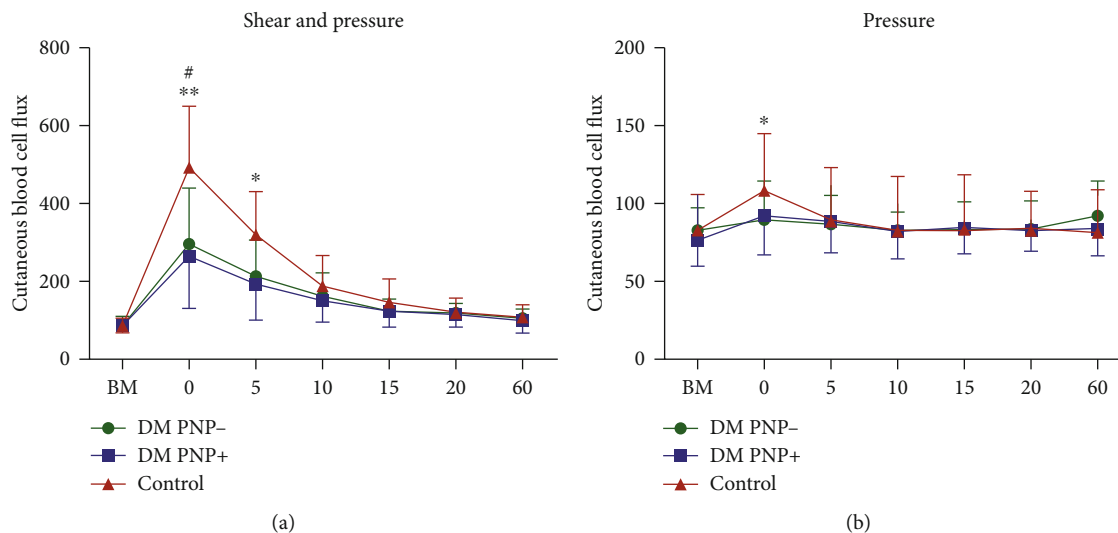 Shear and pressure
Cutaneous blood cell flux
800
600
400
200
0
#
**
*
BM 0 5 10 15 20 60
DM PNP–
DM PNP+
Control
(a)
Pressure
Cutaneous blood cell flux
200
150
100
50
0
*
BM 0 5 10 15 20 60
DM PNP–
DM PNP+
Control
(b)